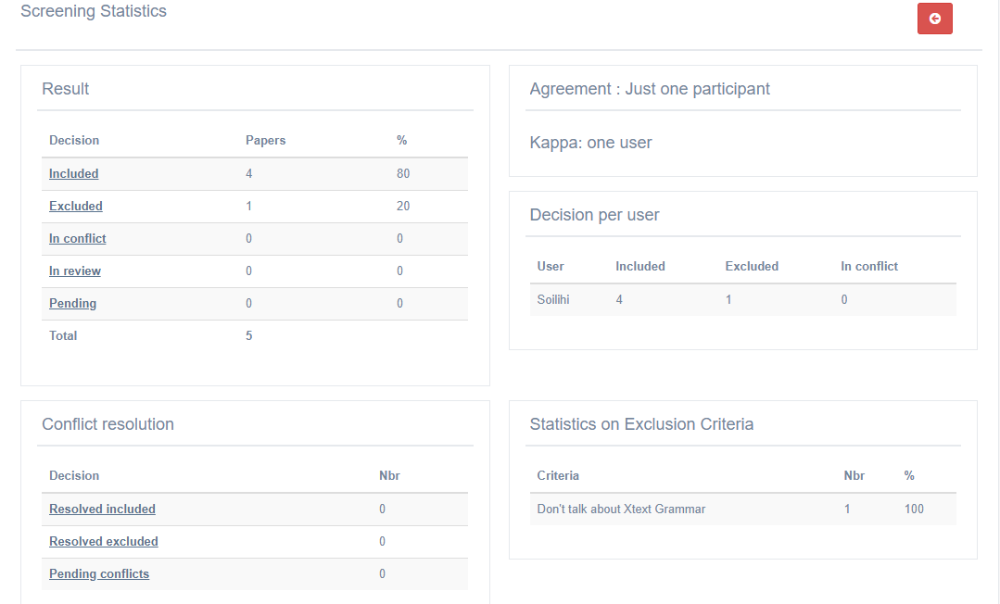 Screening Statistics
Result
Decision Papers %
Included 4 80
Excluded 1 20
In conflict 0 0
In review 0 0
Pending 0 0
Total 5
Agreement : Just one participant
Kappa: one user
Decision per user
User Included Excluded In conflict
Soilihi 4 1 0
Conflict resolution
Decision Nbr
Resolved included 0
Resolved excluded 0
Pending conflicts 0
Statistics on Exclusion Criteria
Criteria Nbr %
Don't talk about Xtext Grammar 1 100